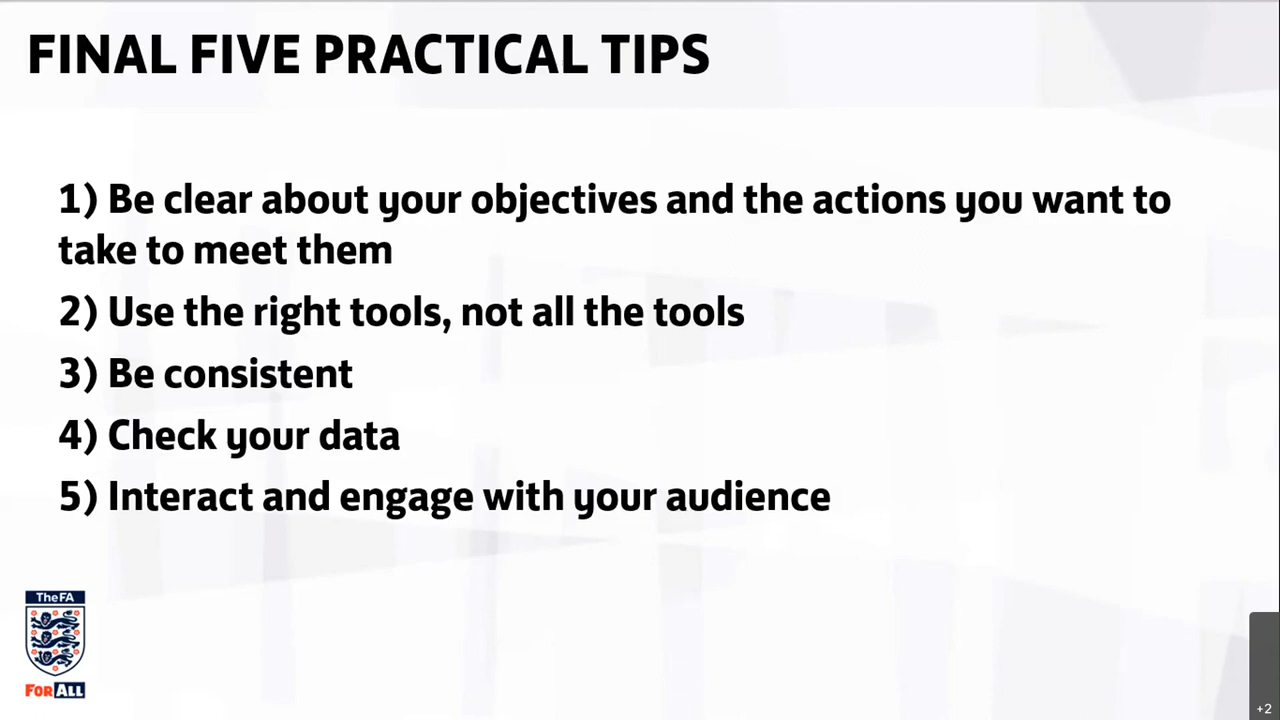 FINAL FIVE PRACTICAL TIPS
1) Be clear about your objectives and the actions you want to
take to meet them
2) Use the right tools, not all the tools
3) Be consistent
4) Check your data
5) Interact and engage with your audience
The FA
FOR ALL
+2